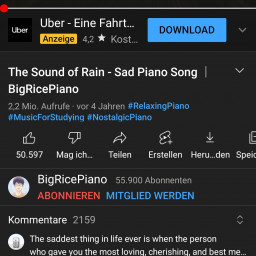 Uber
Uber - Eine Fahrt...
Anzeige 4,2 ★ Kost...
DOWNLOAD
The Sound of Rain - Sad Piano Song |
BigRicePiano
2,2 Mio. Aufrufe · vor 4 Jahren #RelaxingPiano
#MusicForStudying #NostalgicPiano
50.597 Mag ich... Teilen Erstellen Heru...den Speic
BigRicePiano 55.900 Abonnenten
ABONNIEREN MITGLIED WERDEN
Kommentare 2159
The saddest thing in life ever is when the person
who gave you the most loving, cherishing, and best me...